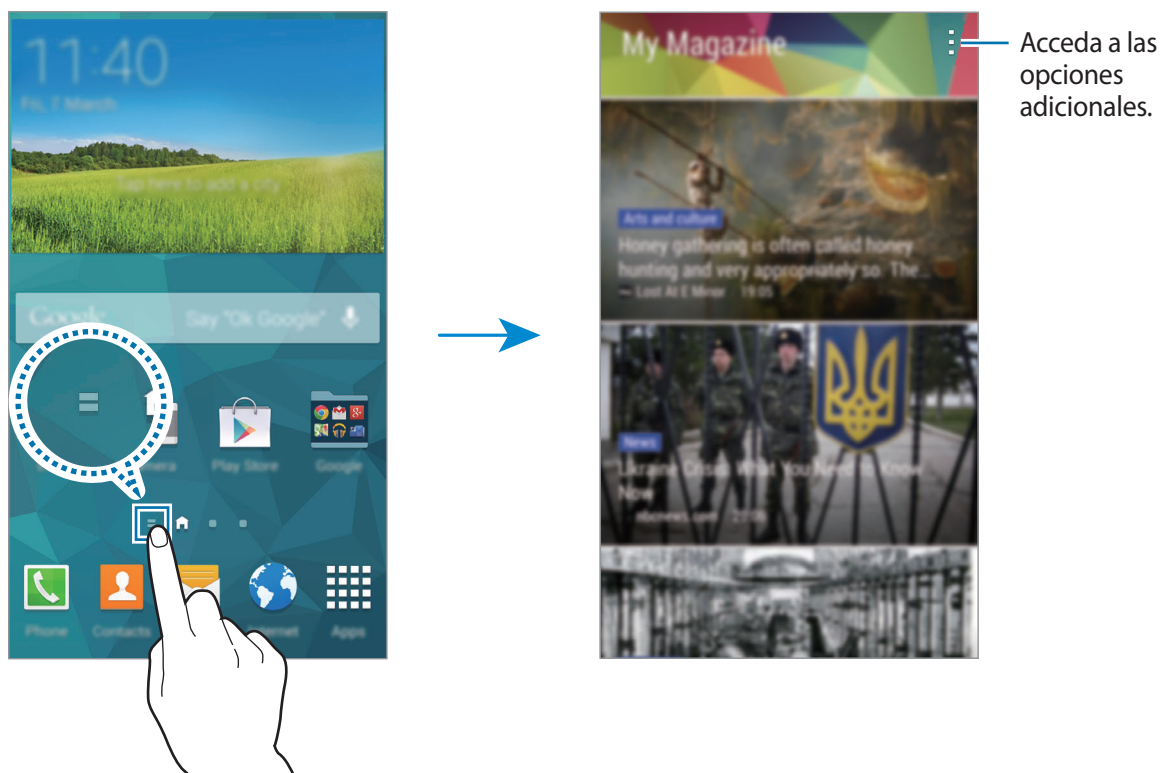 11:40
Fri, 7 March
Tap here to add a city
Google
Say "Ok Google"
Play Store
Google
Phone
Contacts
Apps
My Magazine
Acceda a las
opciones
adicionales.
Arts and culture
Honey gathering is often called honey
hunting and very appropriately so. The...
Lost At E Minor 19:05
News
Ukraine Crisis: What You Need to Know
Now
nbcnews.com